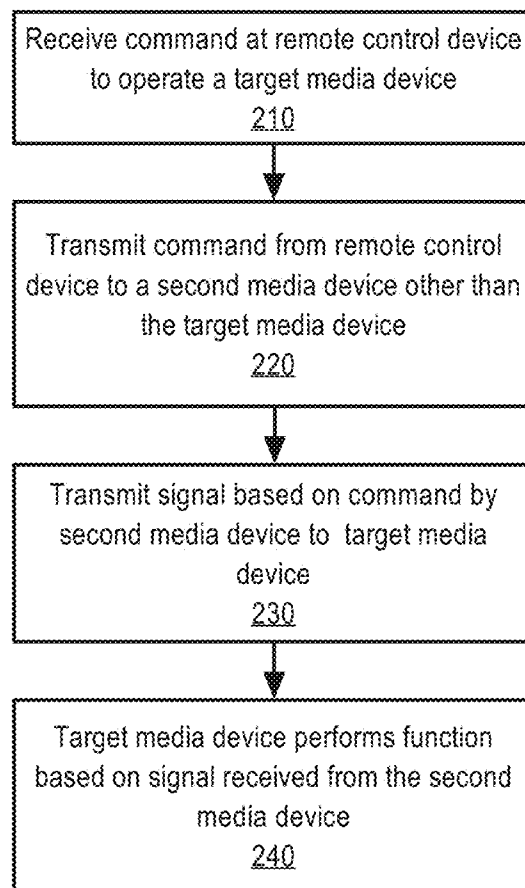 Receive command at remote control device
to operate a target media device
210
Transmit command from remote control
device to a second media device other than
the target media device
220
Transmit signal based on command by
second media device to target media
device
230
Target media device performs function
based on signal received from the second
media device
240